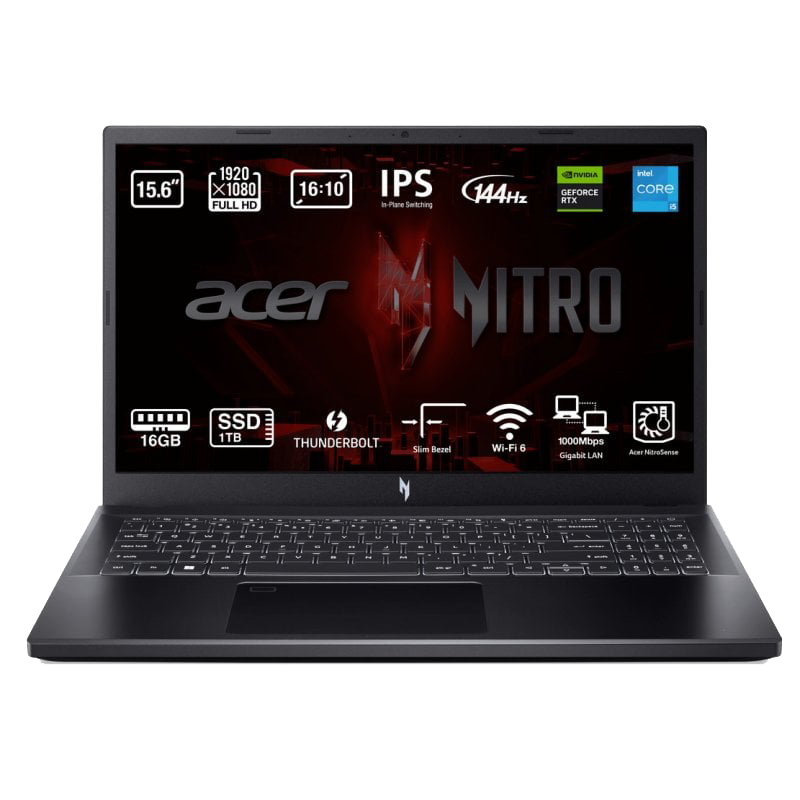 15.6"
1920
×1080
FULL HD
16:10
IPS
In-Plane Switching
144Hz
NVIDIA
GEFORCE
RTX
intel
CORE
i5
acer NITRO
16GB
SSD
1TB
THUNDERBOLT
Slim Bezel
Wi-Fi 6
1000Mbps
Gigabit LAN
Acer NitroSense